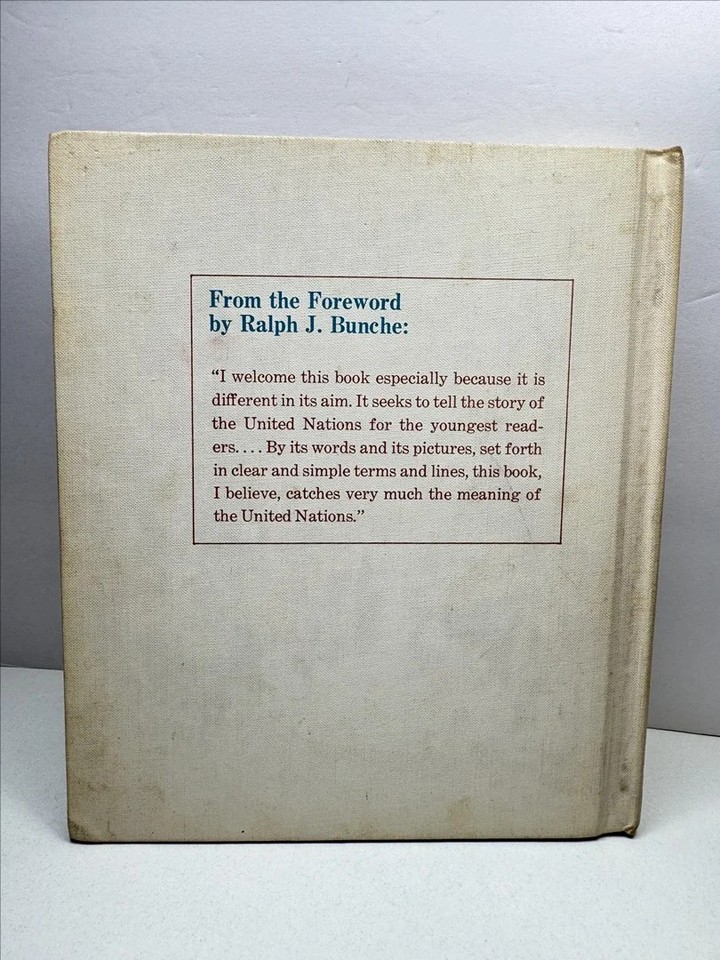 From the Foreword
by Ralph J. Bunche:
“I welcome this book especially because it is
different in its aim. It seeks to tell the story of
the United Nations for the youngest read-
ers.... By its words and its pictures, set forth
in clear and simple terms and lines, this book,
I believe, catches very much the meaning of
the United Nations.”